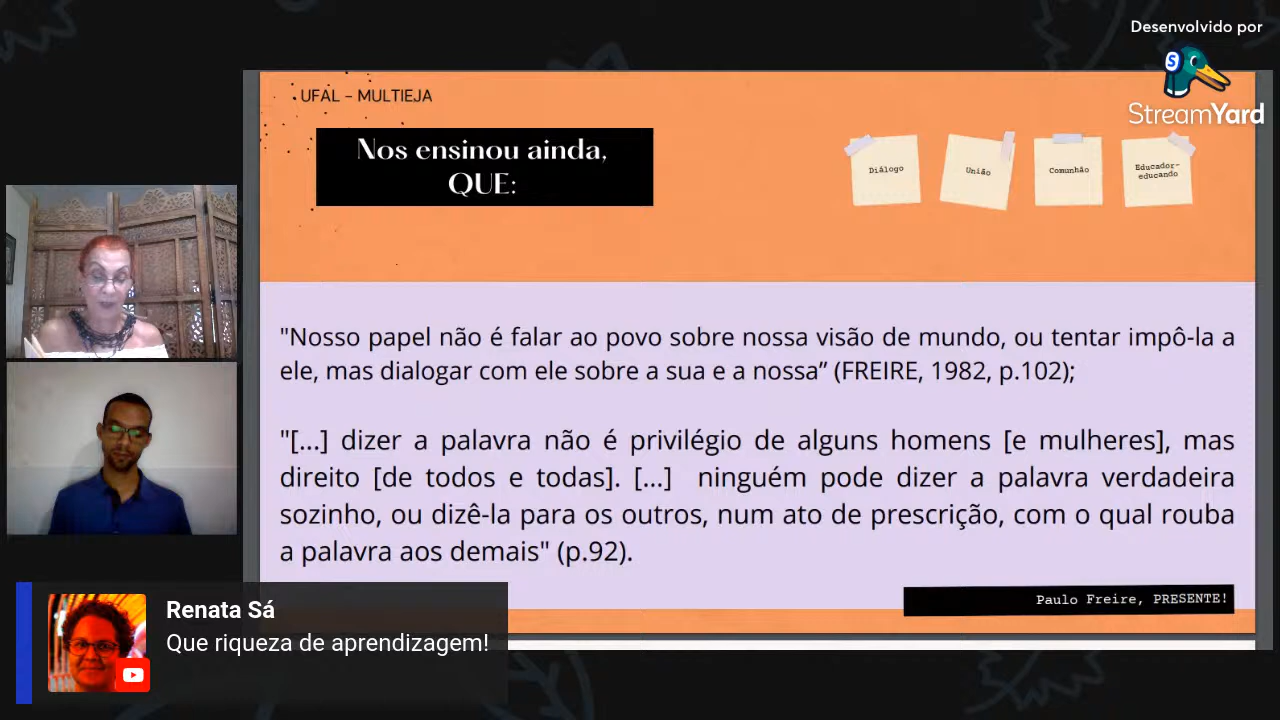 Desenvolvido por
StreamYard
UFAL - MULTIEJA
Nos ensinou ainda,
QUE:
Diálogo
União
Comunhão
Educador-
educando
"Nosso papel não é falar ao povo sobre nossa visão de mundo, ou tentar impô-la a
ele, mas dialogar com ele sobre a sua e a nossa” (FREIRE, 1982, p.102);
"[...] dizer a palavra não é privilégio de alguns homens [e mulheres], mas
direito [de todos e todas]. [...] ninguém pode dizer a palavra verdadeira
sozinho, ou dizê-la para os outros, num ato de prescrição, com o qual rouba
a palavra aos demais" (p.92).
Paulo Freire, PRESENTE!
Renata Sá
Que riqueza de aprendizagem!